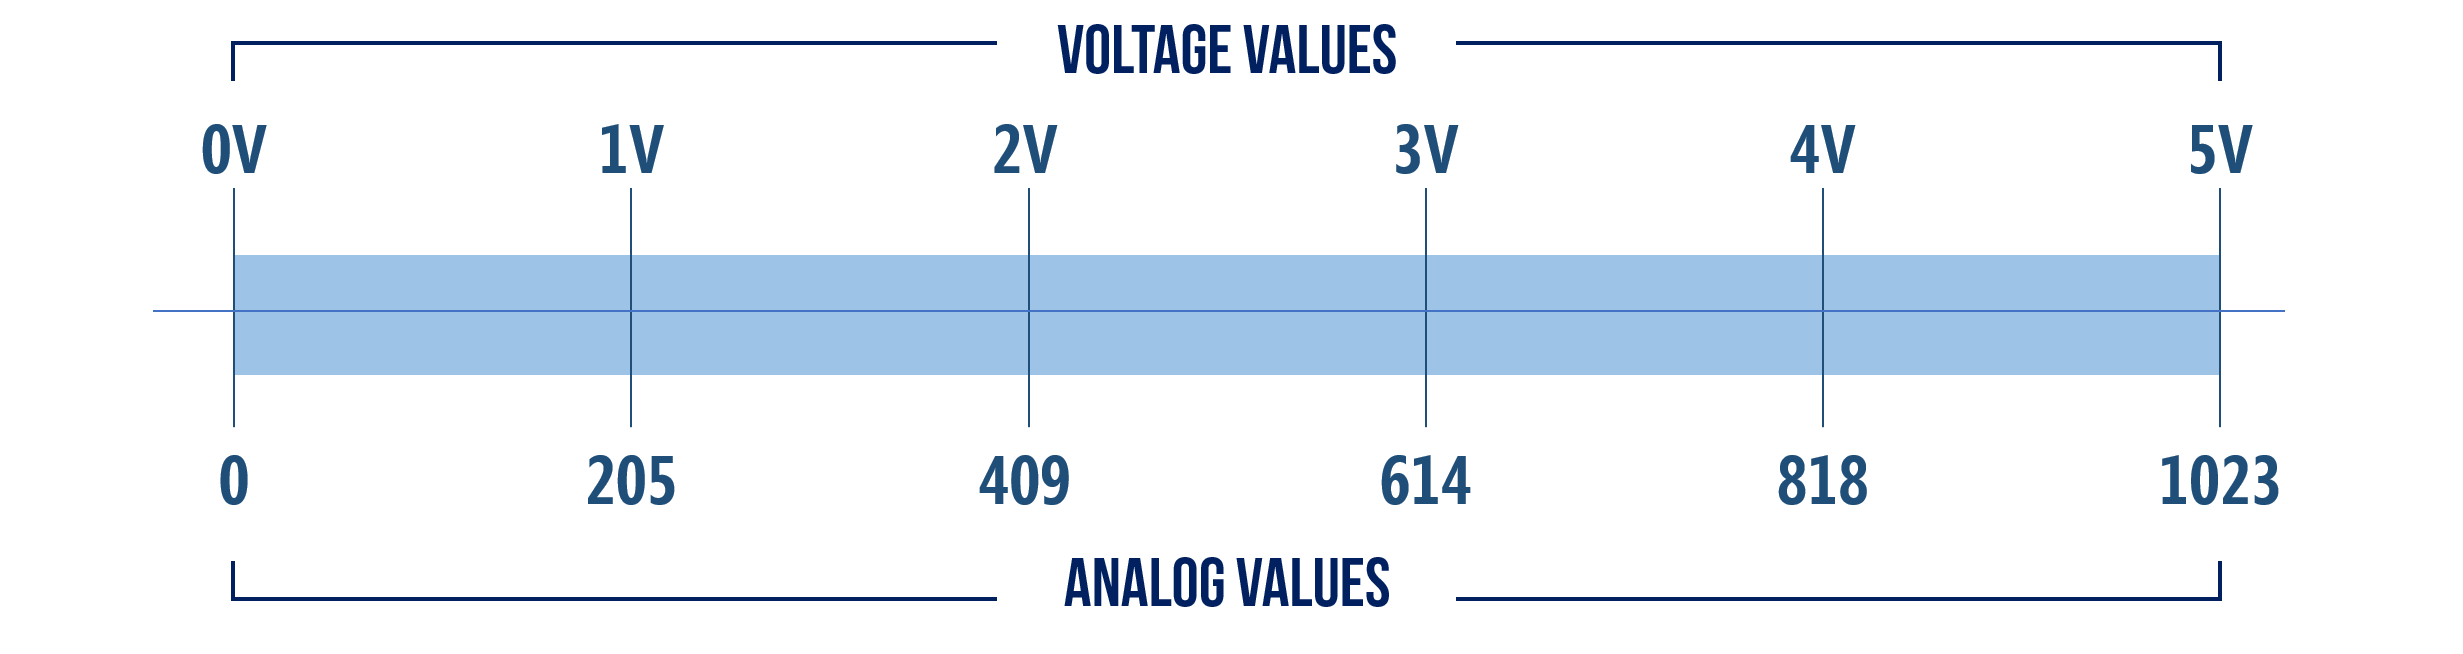 VOLTAGE VALUES
0V 1V 2V 3V 4V 5V
0 205 409 614 818 1023
ANALOG VALUES